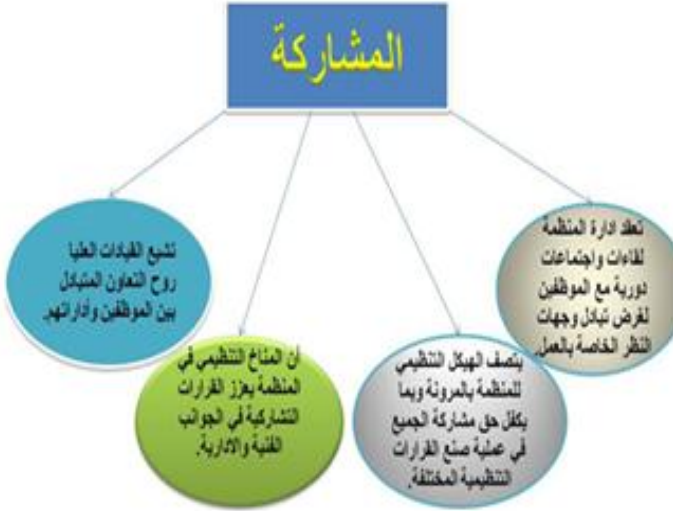 المشاركة
تعقد ادارة المنظمة
لقاءات واجتماعات
دورية مع الموظفين
لغرض تبادل وجهات
النظر الخاصة بالعمل.
يتصف الهيكل التنظيمي
للمنظمة بالمرونة وبما
يكفل حق مشاركة الجميع
في عملية صنع القرارات
التنظيمية المختلفة.
أن المناخ التنظيمي في
المنظمة يعزز القرارات
التشاركية في الجوانب
الفنية والادارية.
تشيع القيادات العليا
روح التعاون المتبادل
بين الموظفين وأداراتهم.